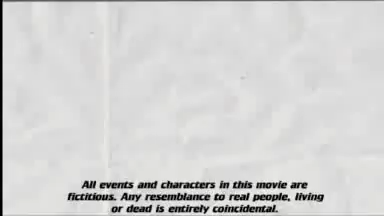 All events and characters in this movie are
fictitious. Any resemblance to real people, living
or dead is entirely coincidental.